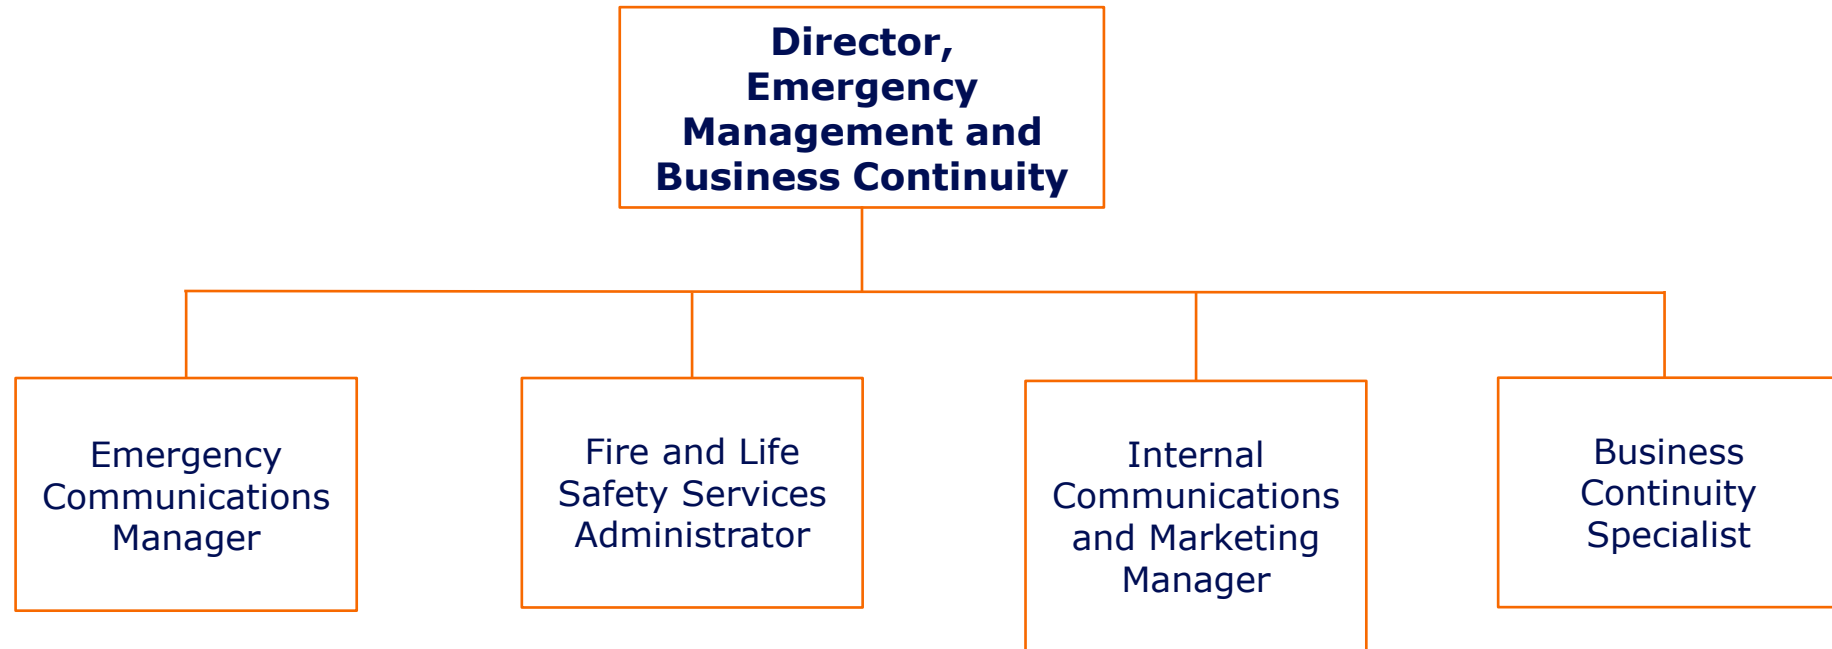 Director,
Emergency
Management and
Business Continuity
Emergency
Communications
Manager
Fire and Life
Safety Services
Administrator
Internal
Communications
and Marketing
Manager
Business
Continuity
Specialist